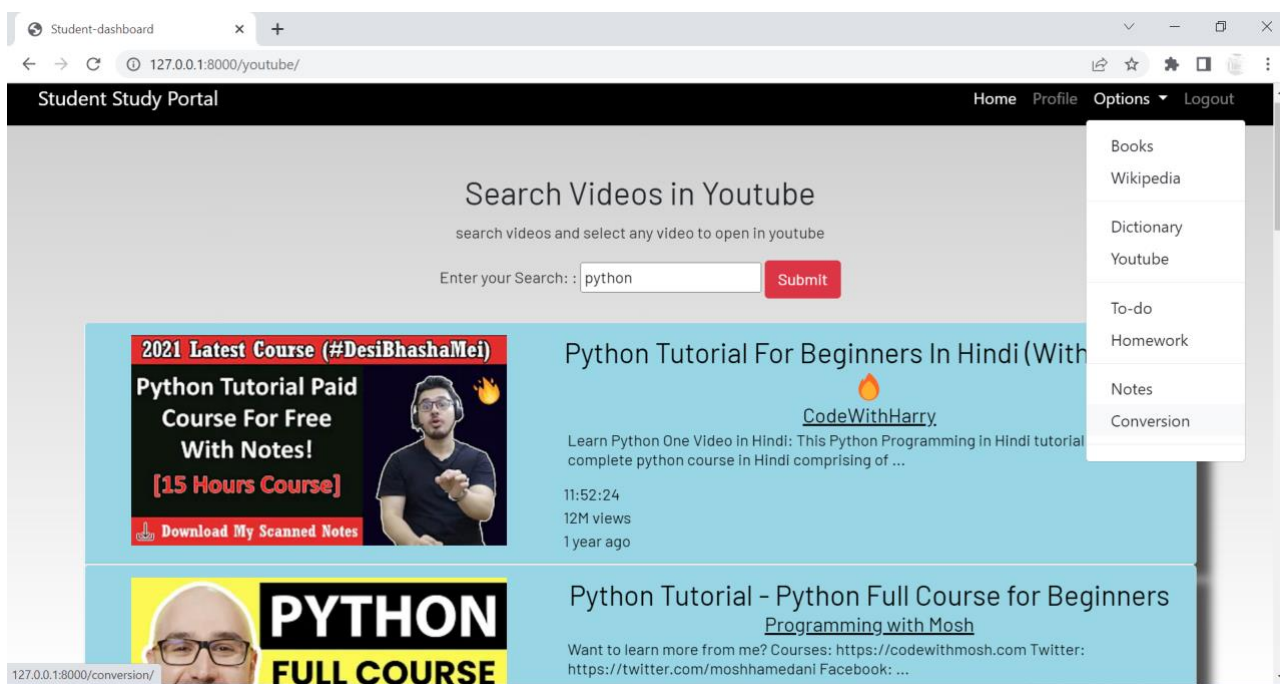 Student-dashboard
127.0.0.1:8000/youtube/
Student Study Portal
Home Profile Options Logout
Books
Wikipedia
Dictionary
Youtube
To-do
Homework
Notes
Conversion
Search Videos in Youtube
search videos and select any video to open in youtube
Enter your Search: : python Submit
2021 Latest Course (#DesiBhashaMei)
Python Tutorial Paid
Course For Free
With Notes!
[15 Hours Course]
Download My Scanned Notes
Python Tutorial For Beginners In Hindi (With
CodeWithHarry
Learn Python One Video in Hindi: This Python Programming in Hindi tutorial
complete python course in Hindi comprising of ...
11:52:24
12M views
1 year ago
PYTHON
FULL COURSE
Python Tutorial - Python Full Course for Beginners
Programming with Mosh
Want to learn more from me? Courses: https://codewithmosh.com Twitter:
https://twitter.com/moshhamedani Facebook: ...
127.0.0.1:8000/conversion/